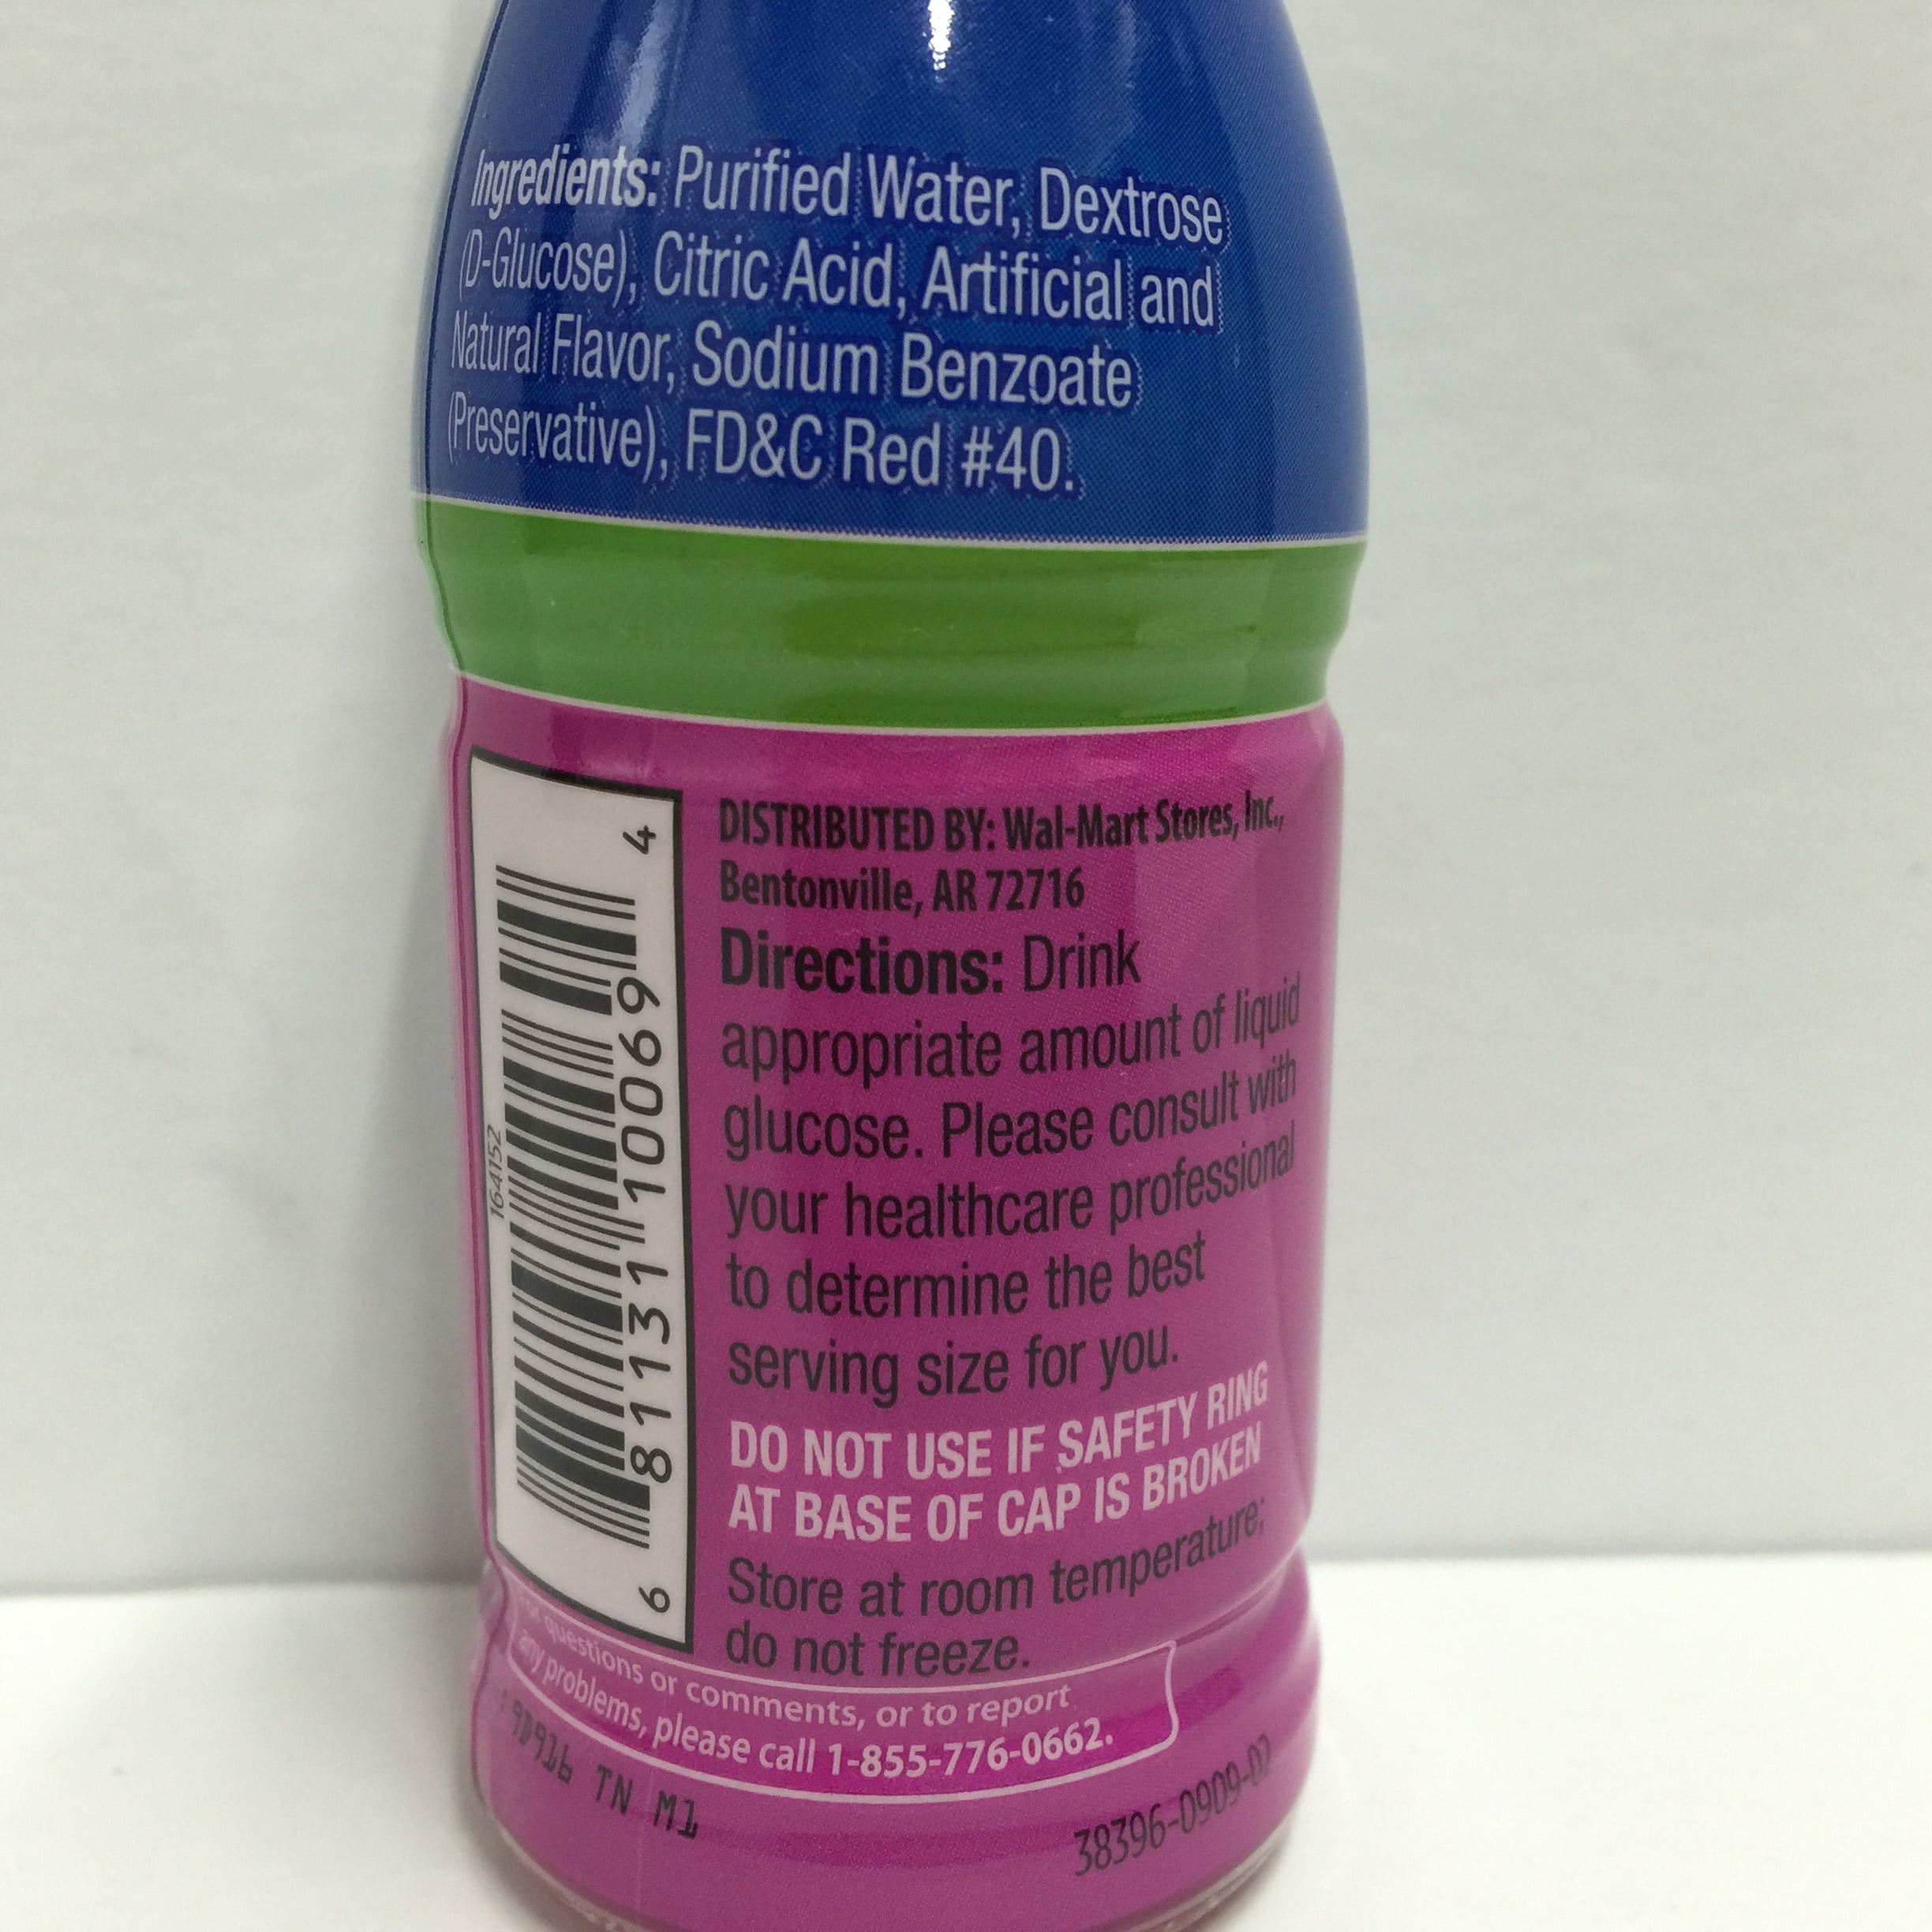 Ingredients: Purified Water, Dextrose
(D-Glucose), Citric Acid, Artificial and
Natural Flavor, Sodium Benzoate
(Preservative), FD&C Red #40.
DISTRIBUTED BY: Wal-Mart Stores, Inc.,
Bentonville, AR 72716
Directions: Drink
appropriate amount of liquid
glucose. Please consult with
your healthcare professional
to determine the best
serving size for you.
DO NOT USE IF SAFETY RING
AT BASE OF CAP IS BROKEN
Store at room temperature;
do not freeze.
164152
6 81131 10069 4
questions or comments, or to report
any problems, please call 1-855-776-0662.
TN M1
38396-0909-02